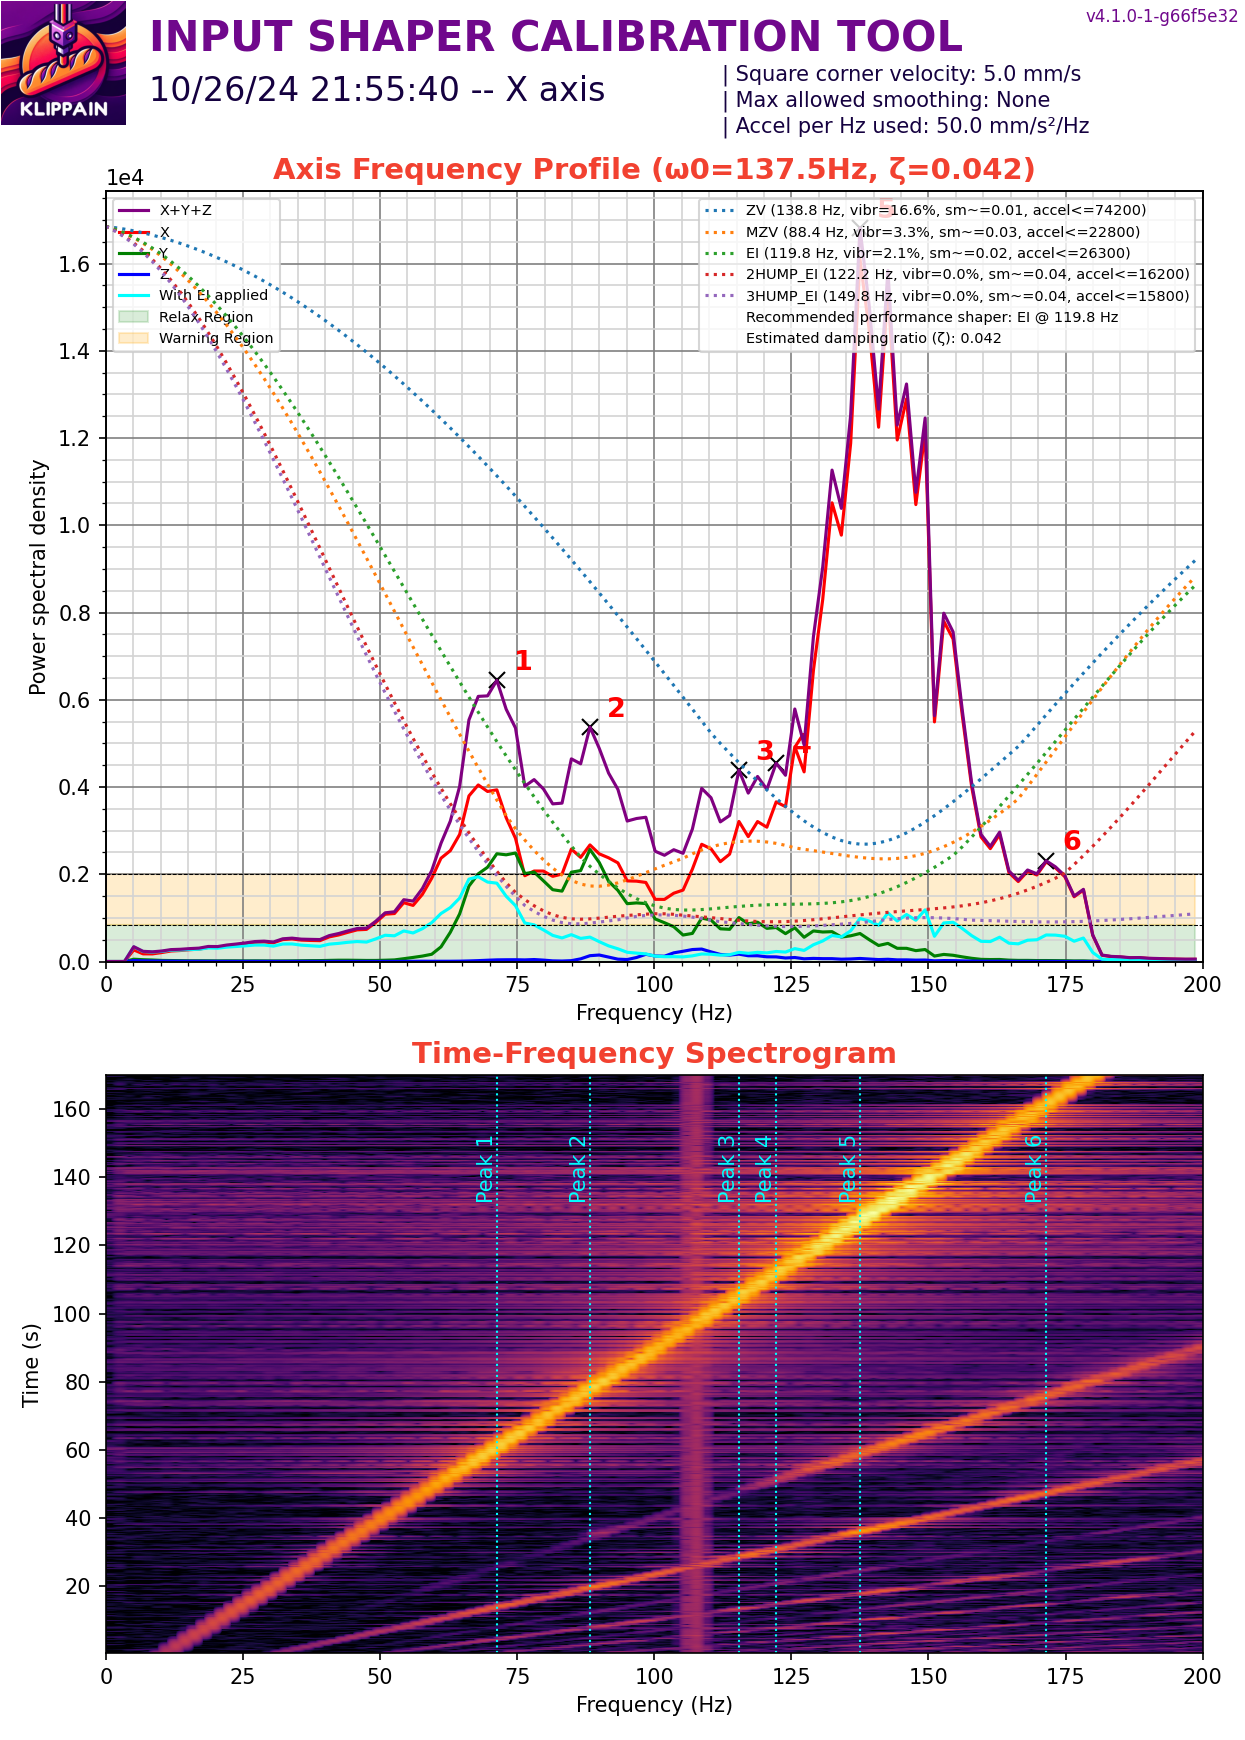 v4.1.0-1-g66f5e32
INPUT SHAPER CALIBRATION TOOL
10/26/24 21:55:40 -- X axis
| Square corner velocity: 5.0 mm/s
| Max allowed smoothing: None
| Accel per Hz used: 50.0 mm/s²/Hz
KLIPPAIN
Axis Frequency Profile (ω0=137.5Hz, ζ=0.042)
1e4
X+Y+Z
X
Y
Z
With EI applied
Relax Region
Warning Region
ZV (138.8 Hz, vibr=16.6%, sm~=0.01, accel<=74200)
MZV (88.4 Hz, vibr=3.3%, sm~=0.03, accel<=22800)
EI (119.8 Hz, vibr=2.1%, sm~=0.02, accel<=26300)
2HUMP_EI (122.2 Hz, vibr=0.0%, sm~=0.04, accel<=16200)
3HUMP_EI (149.8 Hz, vibr=0.0%, sm~=0.04, accel<=15800)
Recommended performance shaper: EI @ 119.8 Hz
Estimated damping ratio (ζ): 0.042
5
1
2
3
4
6
1.6
1.4
1.2
1.0
0.8
0.6
0.4
0.2
0.0
Power spectral density
0 25 50 75 100 125 150 175 200
Frequency (Hz)
Time-Frequency Spectrogram
Peak 1
Peak 2
Peak 3
Peak 4
Peak 5
Peak 6
160
140
120
100
80
60
40
20
Time (s)
0 25 50 75 100 125 150 175 200
Frequency (Hz)